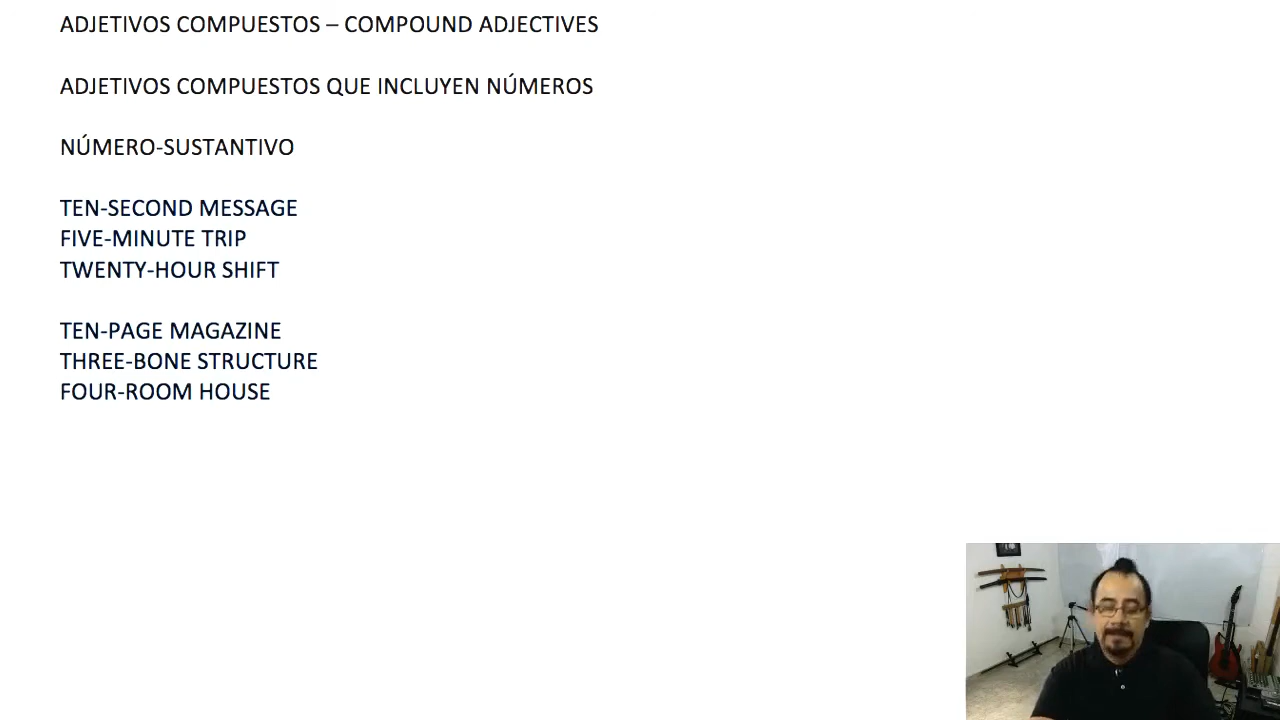 ADJETIVOS COMPUESTOS – COMPOUND ADJECTIVES
ADJETIVOS COMPUESTOS QUE INCLUYEN NÚMEROS
NÚMERO-SUSTANTIVO
TEN-SECOND MESSAGE
FIVE-MINUTE TRIP
TWENTY-HOUR SHIFT
TEN-PAGE MAGAZINE
THREE-BONE STRUCTURE
FOUR-ROOM HOUSE